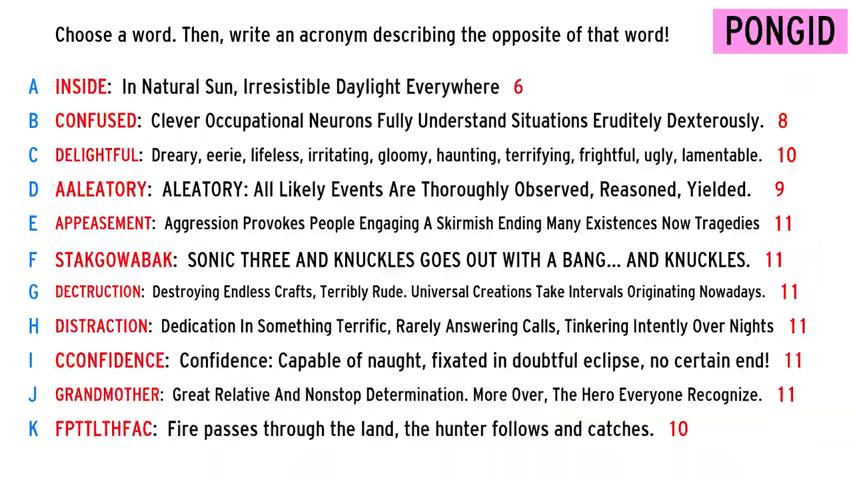 Choose a word. Then, write an acronym describing the opposite of that word!
PONGID
A INSIDE: In Natural Sun, Irresistible Daylight Everywhere 6
B CONFUSED: Clever Occupational Neurons Fully Understand Situations Eruditely Dexterously. 8
C DELIGHTFUL: Dreary, eerie, lifeless, irritating, gloomy, haunting, terrifying, frightful, ugly, lamentable. 10
D AALEATORY: ALEATORY: All Likely Events Are Thoroughly Observed, Reasoned, Yielded. 9
E APPEASEMENT: Aggression Provokes People Engaging A Skirmish Ending Many Existences Now Tragedies 11
F STAKGOWABAK: SONIC THREE AND KNUCKLES GOES OUT WITH A BANG... AND KNUCKLES. 11
G DECTRUCTION: Destroying Endless Crafts, Terribly Rude. Universal Creations Take Intervals Originating Nowadays. 11
H DISTRACTION: Dedication In Something Terrific, Rarely Answering Calls, Tinkering Intently Over Nights 11
I CCONFIDENCE: Confidence: Capable of naught, fixated in doubtful eclipse, no certain end! 11
J GRANDMOTHER: Great Relative And Nonstop Determination. More Over, The Hero Everyone Recognize. 11
K FPTTLTHFAC: Fire passes through the land, the hunter follows and catches. 10